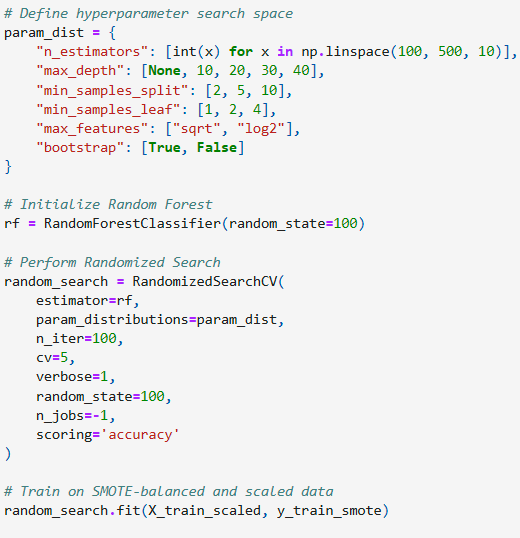 # Define hyperparameter search space
param_dist = {
    "n_estimators": [int(x) for x in np.linspace(100, 500, 10)],
    "max_depth": [None, 10, 20, 30, 40],
    "min_samples_split": [2, 5, 10],
    "min_samples_leaf": [1, 2, 4],
    "max_features": ["sqrt", "log2"],
    "bootstrap": [True, False]
}

# Initialize Random Forest
rf = RandomForestClassifier(random_state=100)

# Perform Randomized Search
random_search = RandomizedSearchCV(
    estimator=rf,
    param_distributions=param_dist,
    n_iter=100,
    cv=5,
    verbose=1,
    random_state=100,
    n_jobs=-1,
    scoring='accuracy'
)

# Train on SMOTE-balanced and scaled data
random_search.fit(X_train_scaled, y_train_smote)